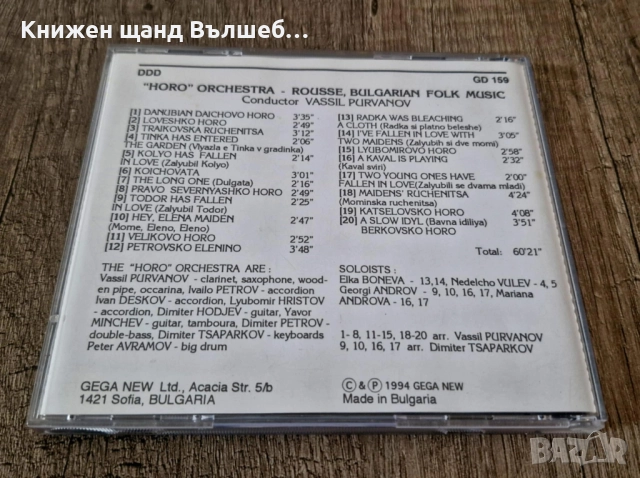 Книжен щанд Вълшеб...
DDD
GD 159
"HORO" ORCHESTRA - ROUSSE, BULGARIAN FOLK MUSIC
Conductor VASSIL PURVANOV
[1] DANUBIAN DAICHOVO HORO 3'35"
[2] LOVESHKO HORO 2'49"
[3] TRAIKOVSKA RUCHENITSA 3'12"
[4] TINKA HAS ENTERED 2'06"
THE GARDEN (Vlyazla e Tinka v gradinka)
[5] KOLYO HAS FALLEN 2'14"
IN LOVE (Zalyubil Kolyo)
[6] KOICHOVATA 3'01"
[7] THE LONG ONE (Dulgata) 2'16"
[8] PRAVO SEVERNYASHKO HORO 2'49"
[9] TODOR HAS FALLEN 2'25"
IN LOVE (Zalyubil Todor)
[10] HEY, ELENA MAIDEN 2'47"
(Mome, Eleno, Eleno)
[11] VELIKOVO HORO 2'52"
[12] PETROVSKO ELENINO 3'48"
[13] RADKA WAS BLEACHING 2'16"
A CLOTH (Radka si platno beleshe)
[14] I'VE FALLEN IN LOVE WITH 3'05"
TWO MAIDENS (Zalyubih si dve momi)
[15] LYUBOMIROVO HORO 2'58"
[16] A KAVAL IS PLAYING 2'32"
(Kaval sviri)
[17] TWO YOUNG ONES HAVE 2'00"
FALLEN IN LOVE(Zalyubili se dvama mladi)
[18] MAIDENS' RUCHENITSA 4'24"
(Mominska ruchenitsa)
[19] KATSELOVSKO HORO 4'08"
[20] A SLOW IDYL (Bavna idiliya) 3'51"
BERKOVSKO HORO
Total: 60'21"
THE "HORO" ORCHESTRA ARE :
Vassil PURVANOV - clarinet, saxophone, wood-
en pipe, occarina, Ivailo PETROV - accordion
Ivan DESKOV - accordion, Lyubomir HRISTOV
- accordion, Dimiter HODJEV - guitar, Yavor
MINCHEV - guitar, tamboura, Dimiter PETROV -
double-bass, Dimiter TSAPARKOV - keyboards
Peter AVRAMOV - big drum
SOLOISTS :
Elka BONEVA - 13,14, Nedelcho VULEV - 4, 5
Georgi ANDROV - 9, 10, 16, 17, Mariana
ANDROVA - 16, 17
1- 8, 11-15, 18-20 arr. Vassil PURVANOV
9, 10, 16, 17 arr. Dimiter TSAPARKOV
GEGA NEW Ltd., Acacia Str. 5/b
1421 Sofia, BULGARIA
© & ℗ 1994 GEGA NEW
Made in Bulgaria
BAZAR